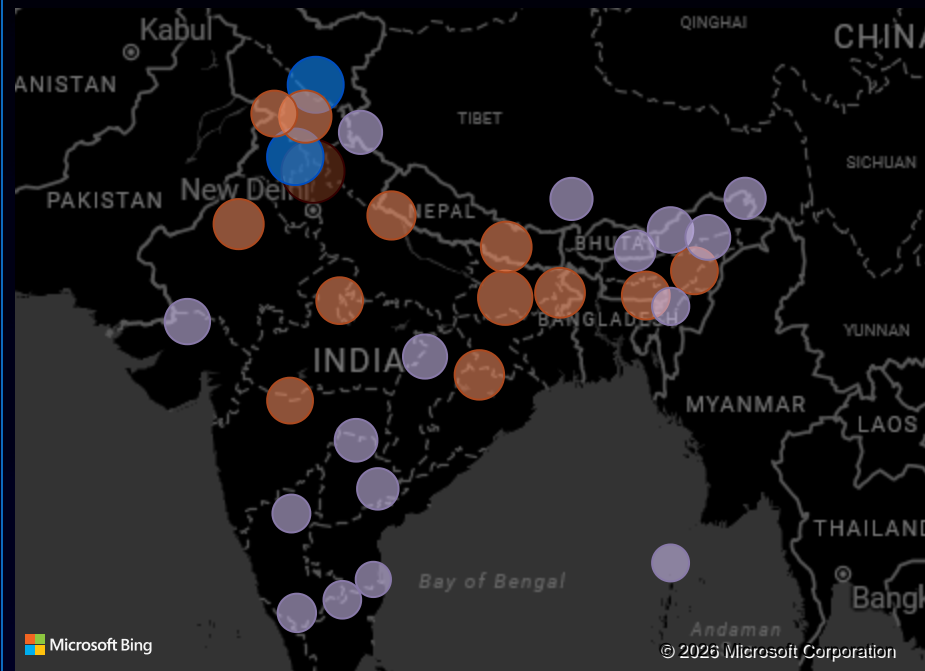 QINGHAI
Kabul
CHINA
ANISTAN
TIBET
SICHUAN
PAKISTAN
New Delhi
NEPAL
BHUTAN
BANGLADESH
YUNNAN
INDIA
MYANMAR
LAOS
THAILAND
Bay of Bengal
Bangk
Andaman
Microsoft Bing
© 2026 Microsoft Corporation